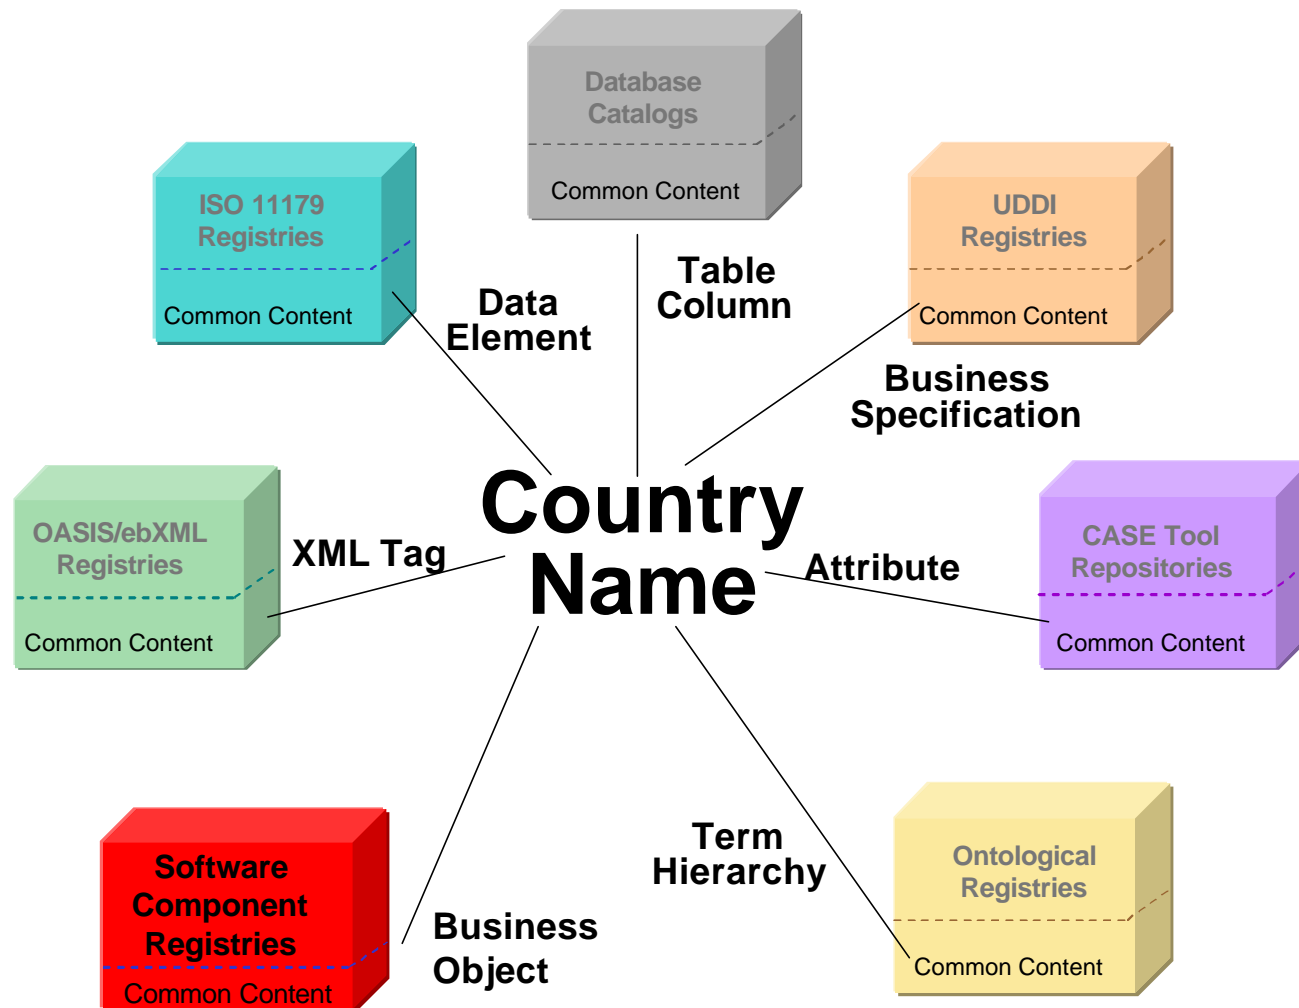 Database
Catalogs
Common Content
ISO 11179
Registries
Common Content
UDDI
Registries
Common Content
Data
Element
Table
Column
Business
Specification
Country
Name
OASIS/ebXML
Registries
Common Content
XML Tag
Attribute
CASE Tool
Repositories
Common Content
Software
Component
Registries
Common Content
Business
Object
Term
Hierarchy
Ontological
Registries
Common Content